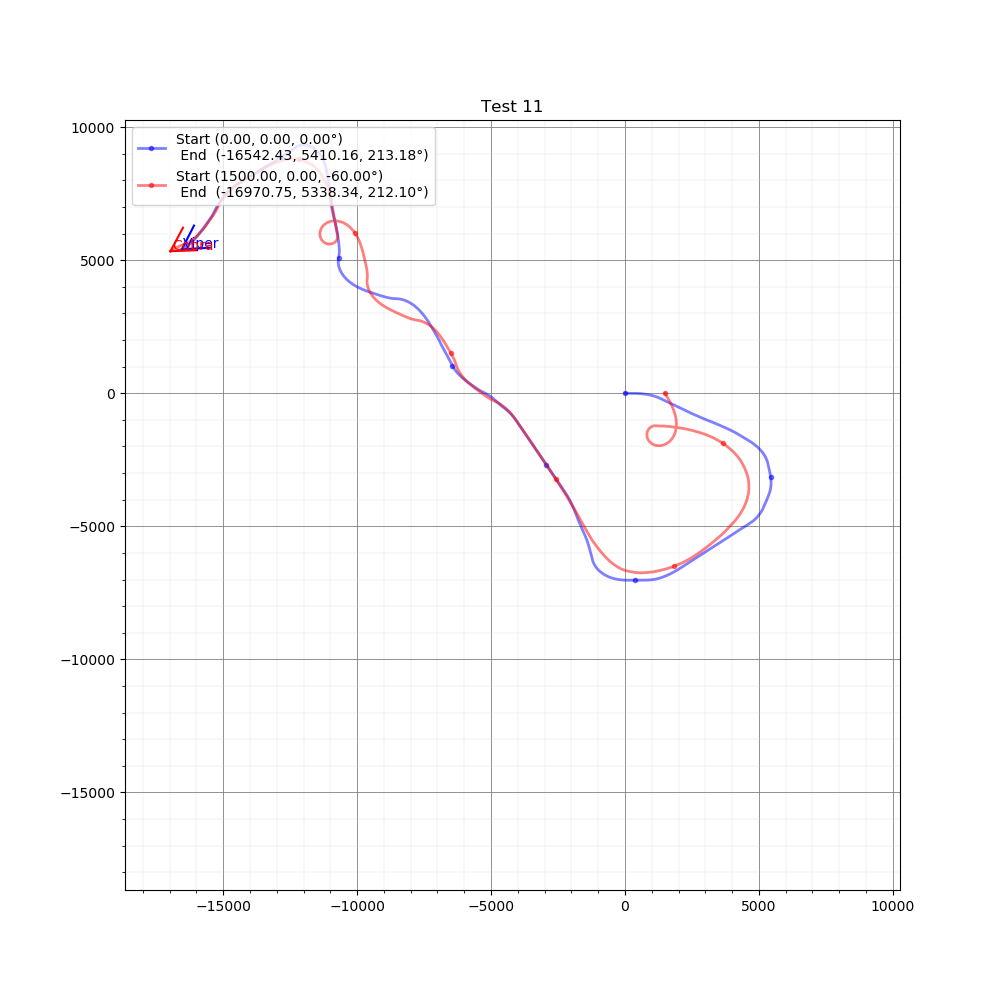 Test 11
Start (0.00, 0.00, 0.00°)
End (-16542.43, 5410.16, 213.18°)
Start (1500.00, 0.00, -60.00°)
End (-16970.75, 5338.34, 212.10°)
Viper
10000
5000
0
−5000
−10000
−15000
−15000 −10000 −5000 0 5000 10000